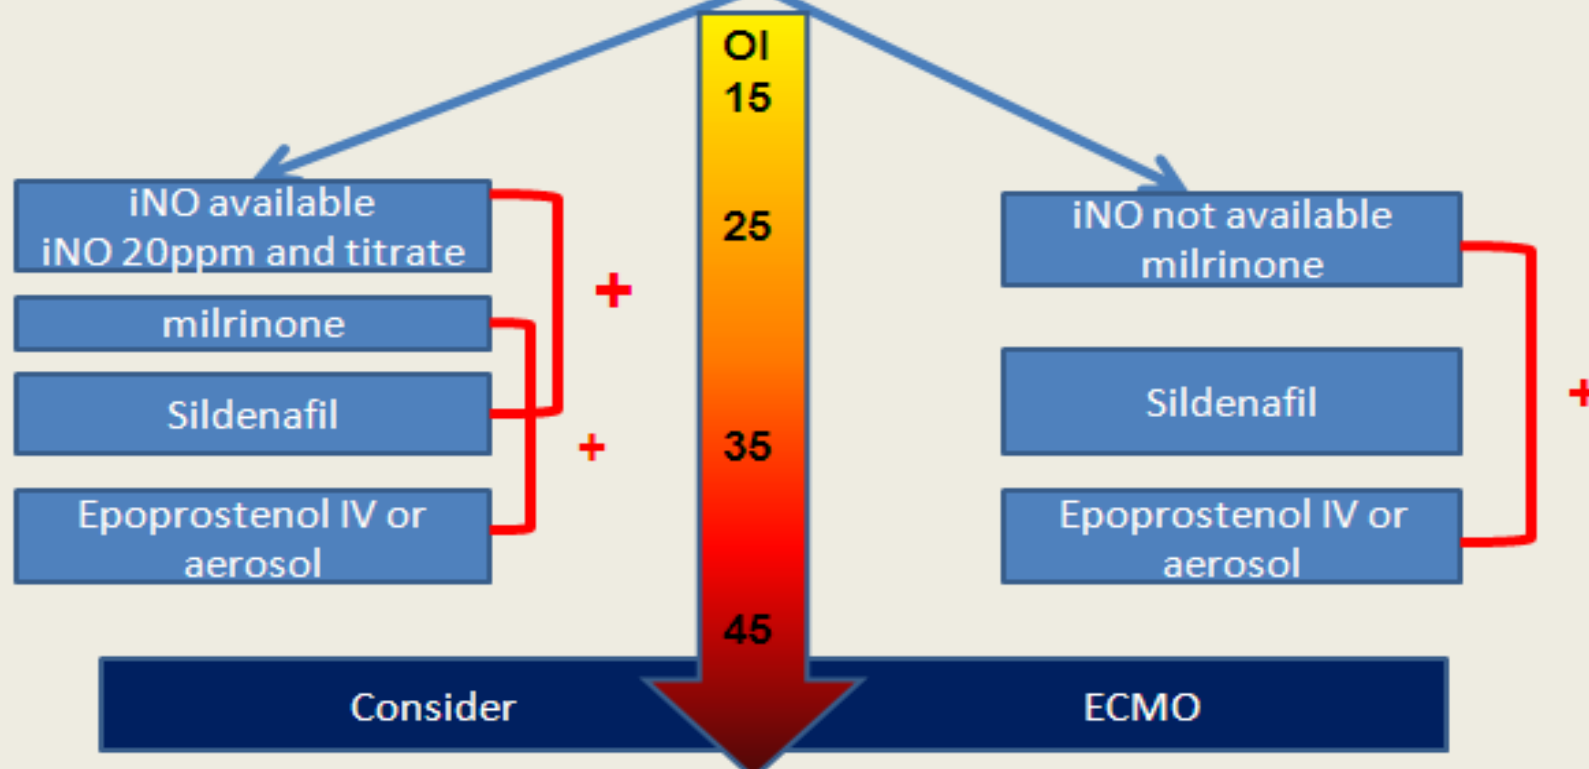 OI
15
25
35
45
iNO available
iNO 20ppm and titrate
milrinone
Sildenafil
Epoprostenol IV or
aerosol
+
+
iNO not available
milrinone
Sildenafil
Epoprostenol IV or
aerosol
+
Consider
ECMO